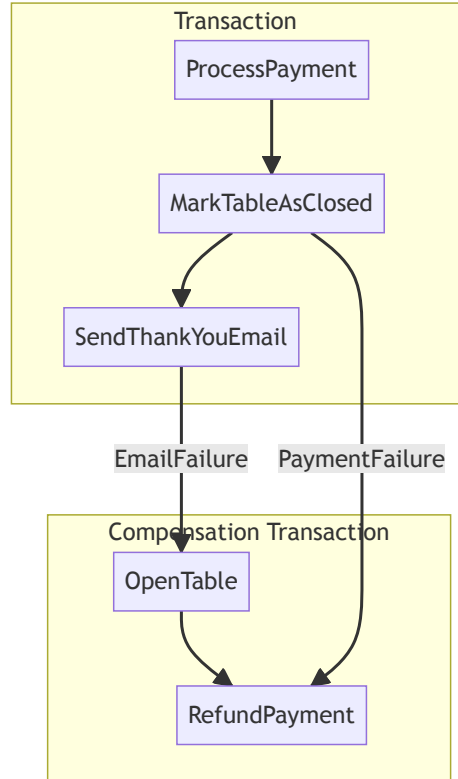 Transaction
ProcessPayment
MarkTableAsClosed
SendThankYouEmail
EmailFailure
PaymentFailure
Compensation Transaction
OpenTable
RefundPayment